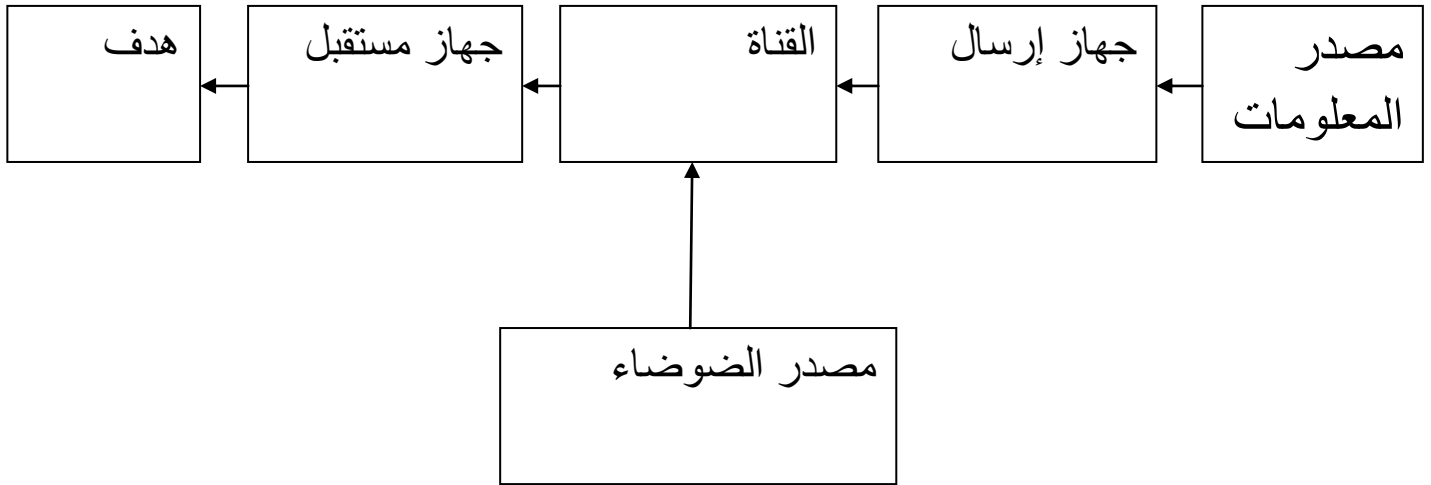 مصدر
المعلومات
جهاز إرسال
القناة
جهاز مستقبل
هدف
مصدر الضوضاء